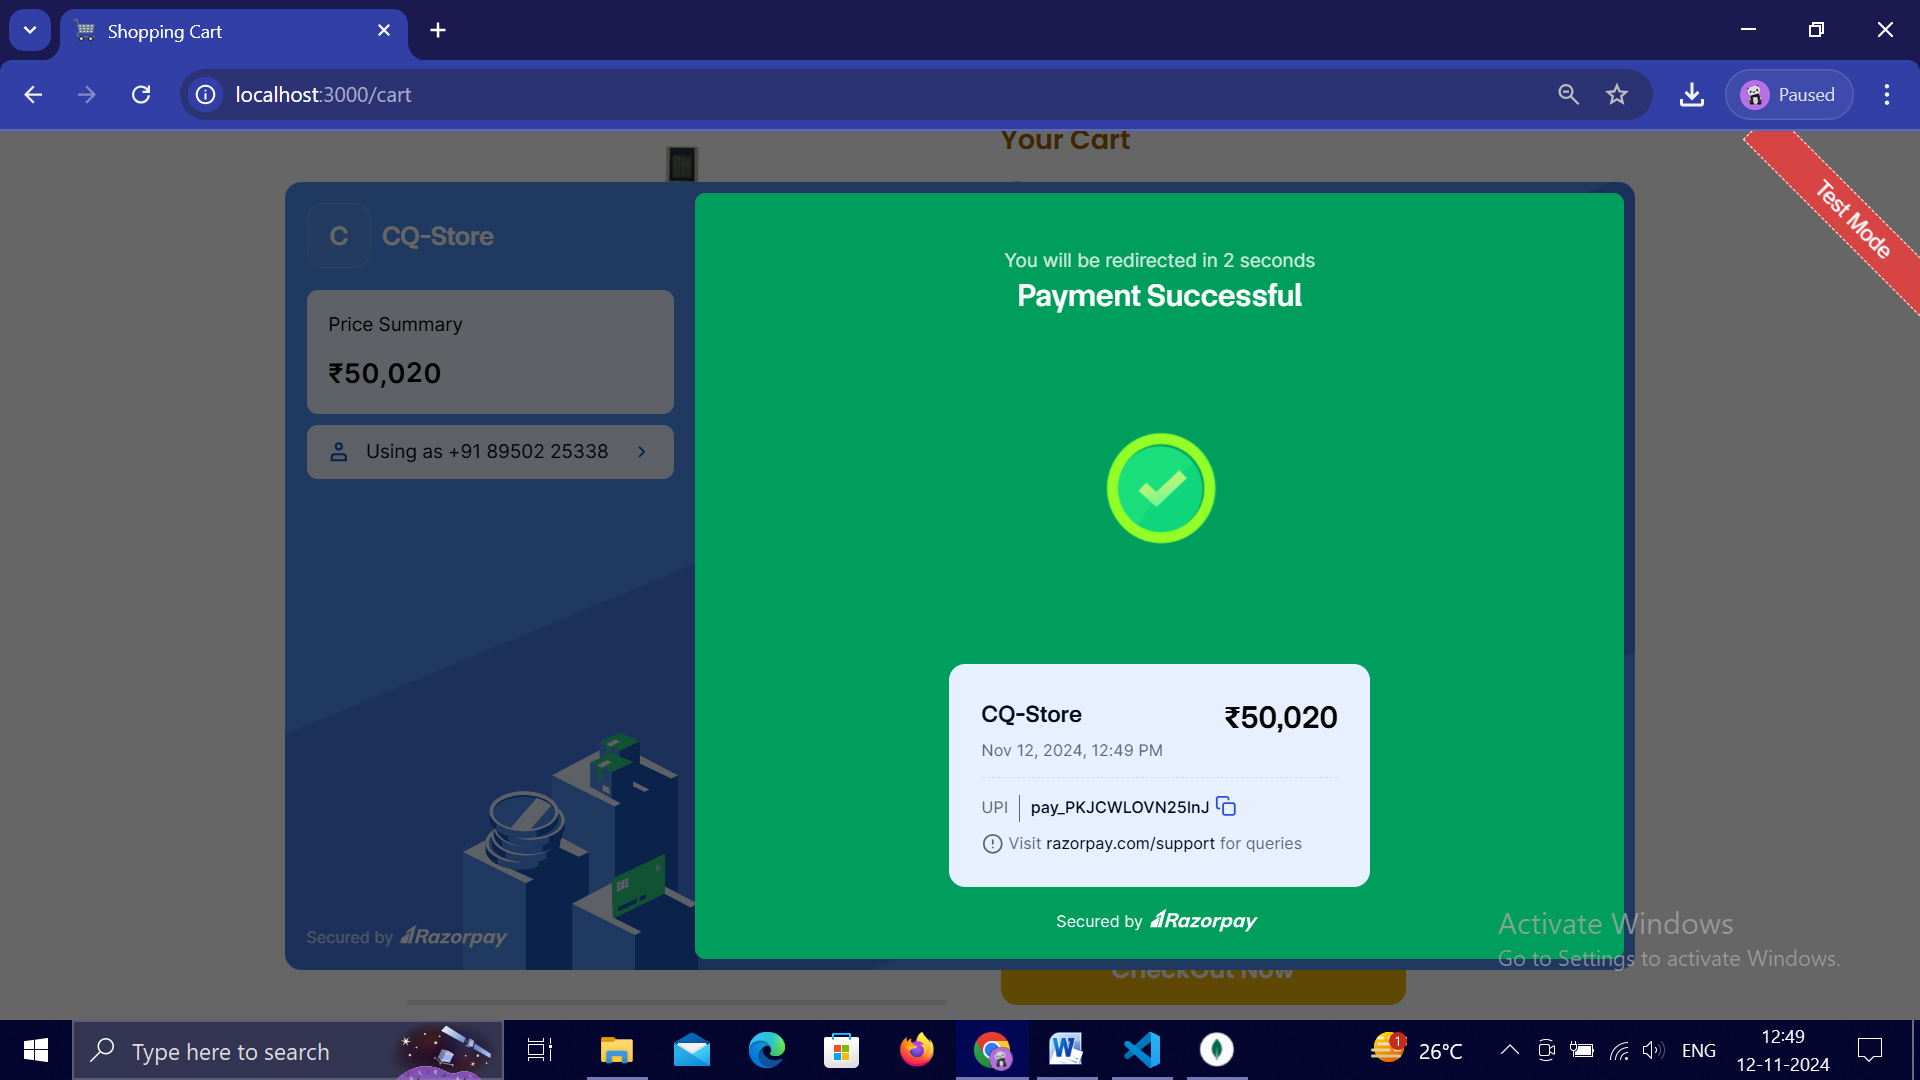 Shopping Cart
localhost:3000/cart
Paused
Your Cart
Test Mode
C
CQ-Store
Price Summary
₹50,020
Using as +91 89502 25338
Secured by Razorpay
You will be redirected in 2 seconds
Payment Successful
CQ-Store
₹50,020
Nov 12, 2024, 12:49 PM
UPI
pay_PKJCWLOVN25InJ
Visit razorpay.com/support for queries
Secured by Razorpay
CheckOut Now
Activate Windows
Go to Settings to activate Windows.
Type here to search
1
26°C
ENG
12:49
12-11-2024